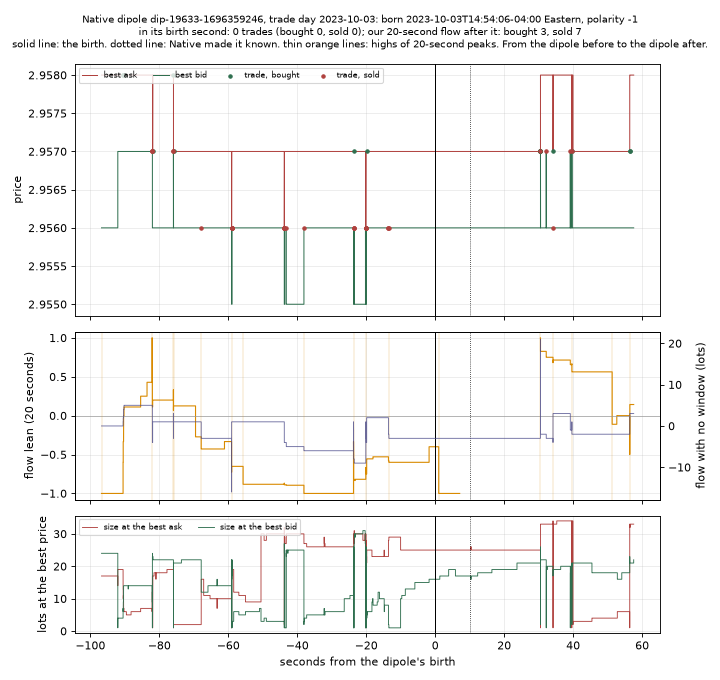 Native dipole dip-19633-1696359246, trade day 2023-10-03: born 2023-10-03T14:54:06-04:00 Eastern, polarity -1
in its birth second: 0 trades (bought 0, sold 0); our 20-second flow after it: bought 3, sold 7
solid line: the birth. dotted line: Native made it known. thin orange lines: highs of 20-second peaks. From the dipole before to the dipole after.
best ask best bid trade, bought trade, sold
2.9580
2.9575
2.9570
2.9565
2.9560
2.9555
2.9550
price
1.0
0.5
0.0
−0.5
−1.0
flow lean (20 seconds)
20
10
0
−10
flow with no window (lots)
size at the best ask size at the best bid
30
20
10
0
lots at the best price
−100 −80 −60 −40 −20 0 20 40 60
seconds from the dipole's birth